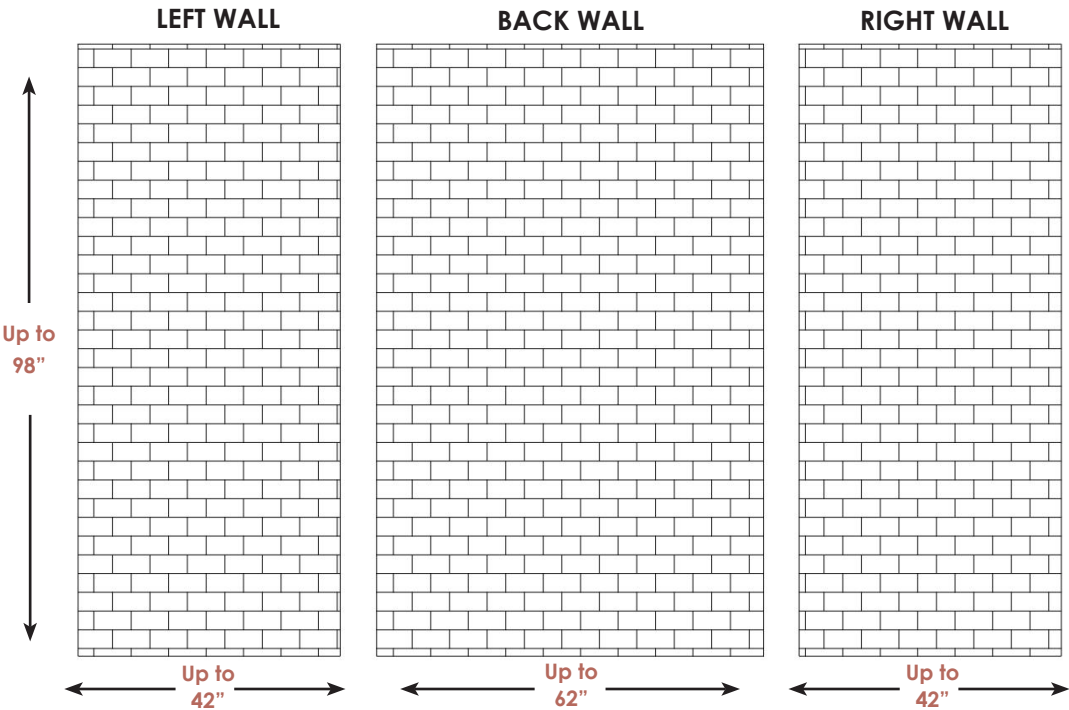 LEFT WALL
BACK WALL
RIGHT WALL
Up to
98”
Up to
42”
Up to
62”
Up to
42”